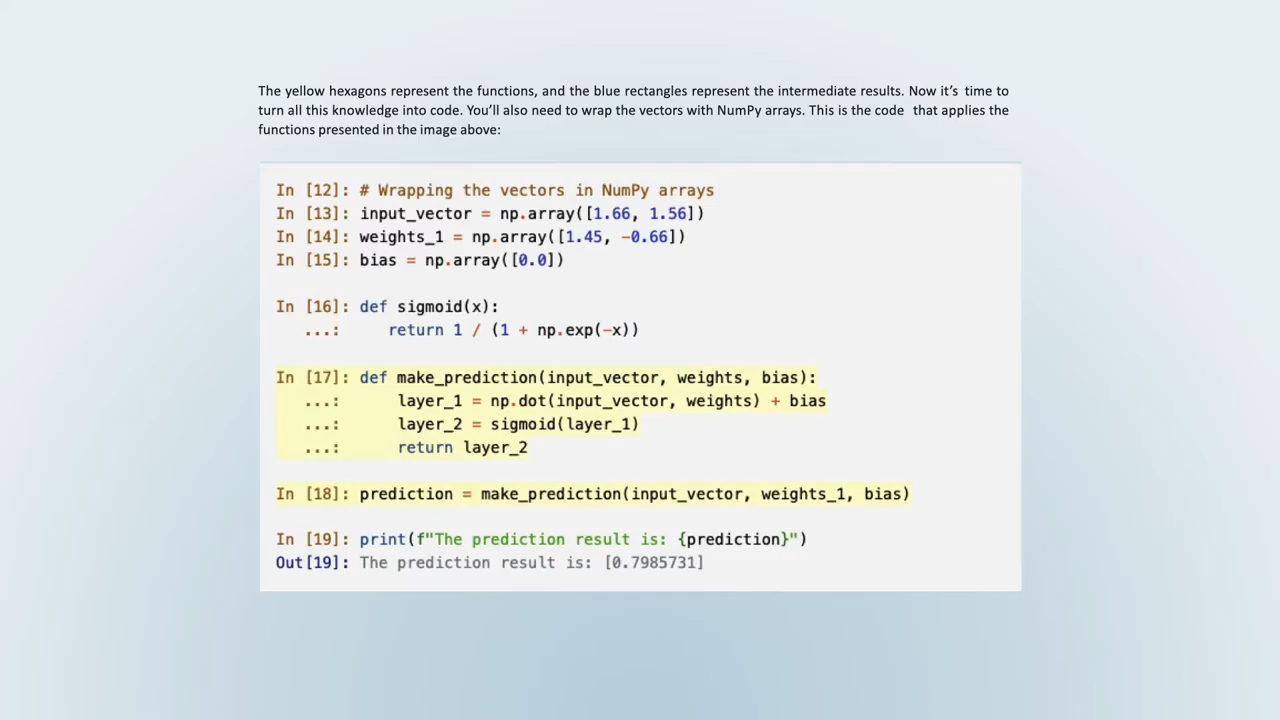 The yellow hexagons represent the functions, and the blue rectangles represent the intermediate results. Now it’s time to
turn all this knowledge into code. You’ll also need to wrap the vectors with NumPy arrays. This is the code that applies the
functions presented in the image above:
In [12]: # Wrapping the vectors in NumPy arrays
In [13]: input_vector = np.array([1.66, 1.56])
In [14]: weights_1 = np.array([1.45, -0.66])
In [15]: bias = np.array([0.0])
In [16]: def sigmoid(x):
...: return 1 / (1 + np.exp(-x))
In [17]: def make_prediction(input_vector, weights, bias):
...: layer_1 = np.dot(input_vector, weights) + bias
...: layer_2 = sigmoid(layer_1)
...: return layer_2
In [18]: prediction = make_prediction(input_vector, weights_1, bias)
In [19]: print(f"The prediction result is: {prediction}")
Out[19]: The prediction result is: [0.7985731]